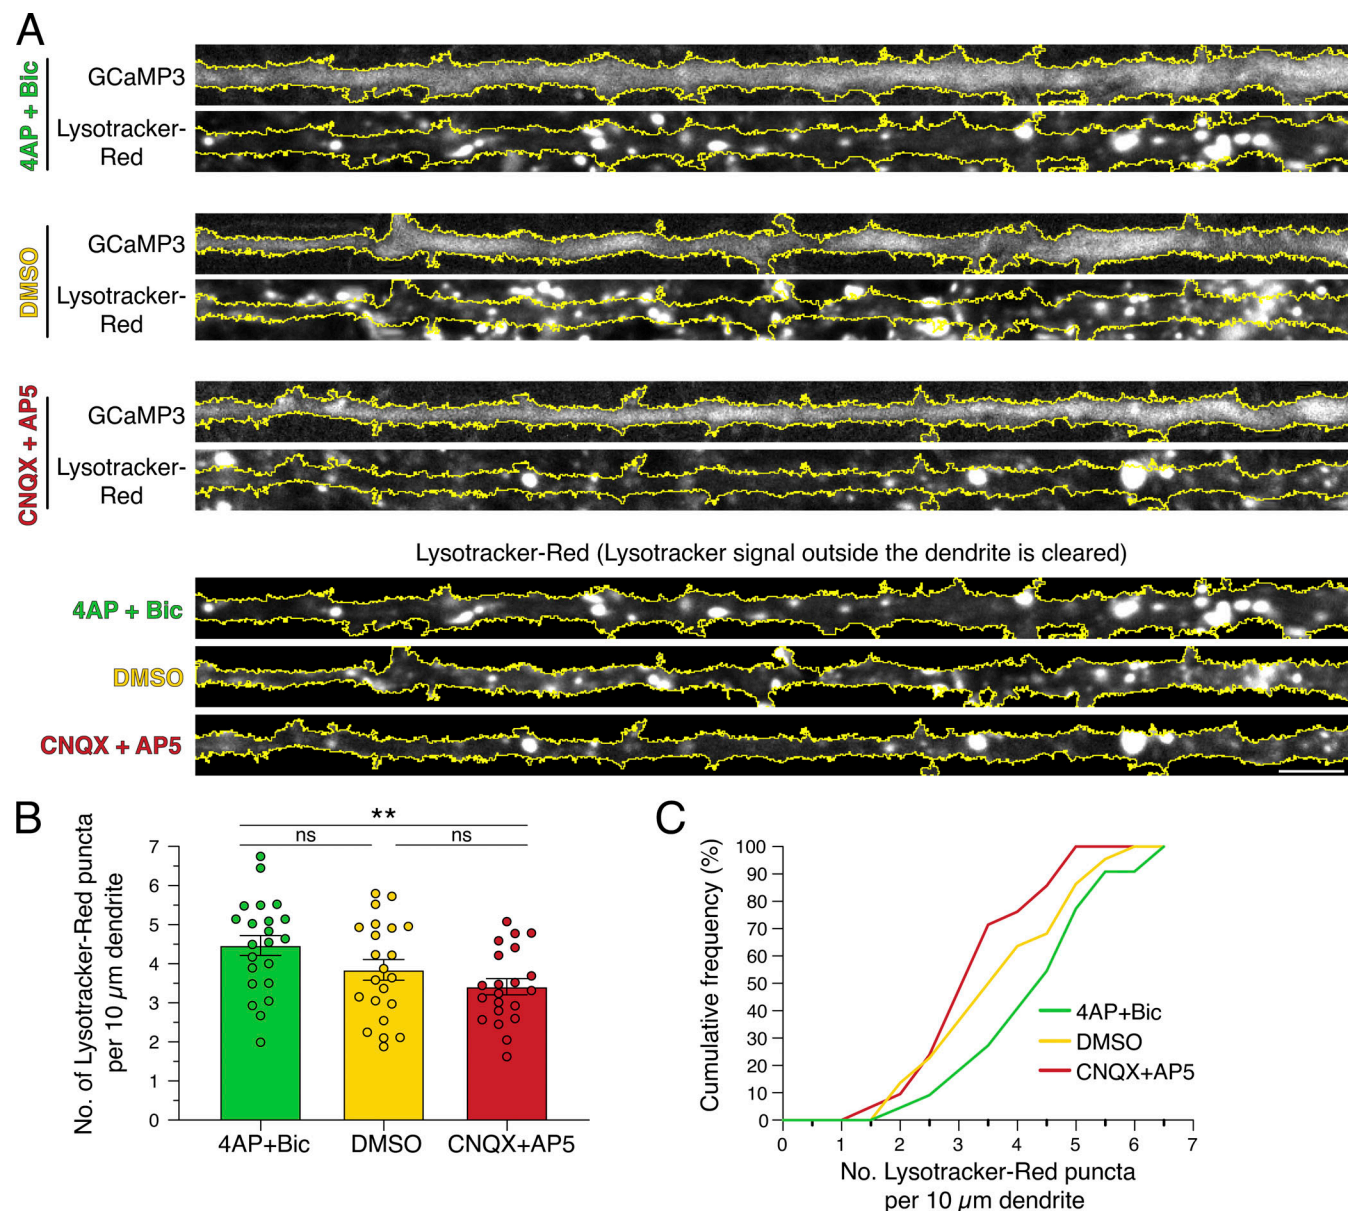 A
4AP + Bic
GCaMP3
Lysotracker-
Red
DMSO
GCaMP3
Lysotracker-
Red
CNQX + AP5
GCaMP3
Lysotracker-
Red
Lysotracker-Red (Lysotracker signal outside the dendrite is cleared)
4AP + Bic
DMSO
CNQX + AP5
B
No. of Lysotracker-Red puncta
per 10 µm dendrite
**
ns ns
7
6
5
4
3
2
1
0
4AP+Bic DMSO CNQX+AP5
C
Cumulative frequency (%)
100
90
80
70
60
50
40
30
20
10
0
4AP+Bic
DMSO
CNQX+AP5
0 1 2 3 4 5 6 7
No. Lysotracker-Red puncta
per 10 µm dendrite